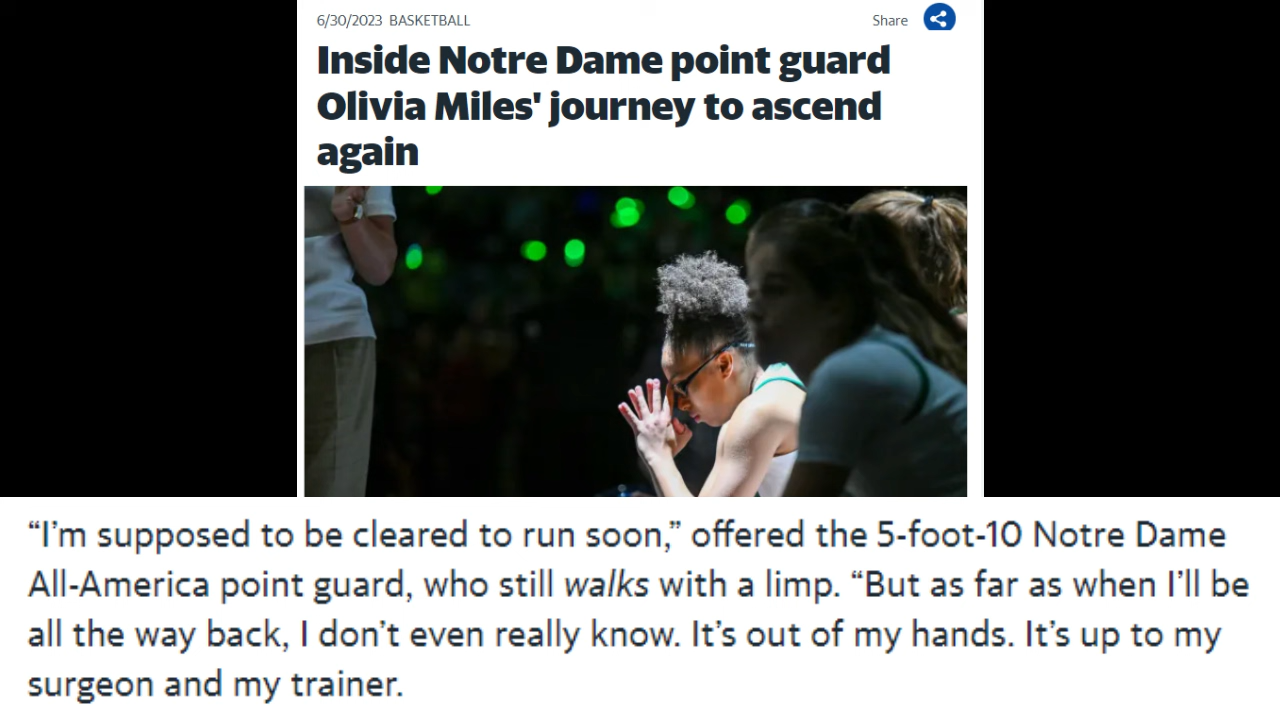 6/30/2023 BASKETBALL
Share
Inside Notre Dame point guard
Olivia Miles' journey to ascend
again
“I’m supposed to be cleared to run soon,” offered the 5-foot-10 Notre Dame
All-America point guard, who still walks with a limp. “But as far as when I’ll be
all the way back, I don’t even really know. It’s out of my hands. It’s up to my
surgeon and my trainer.